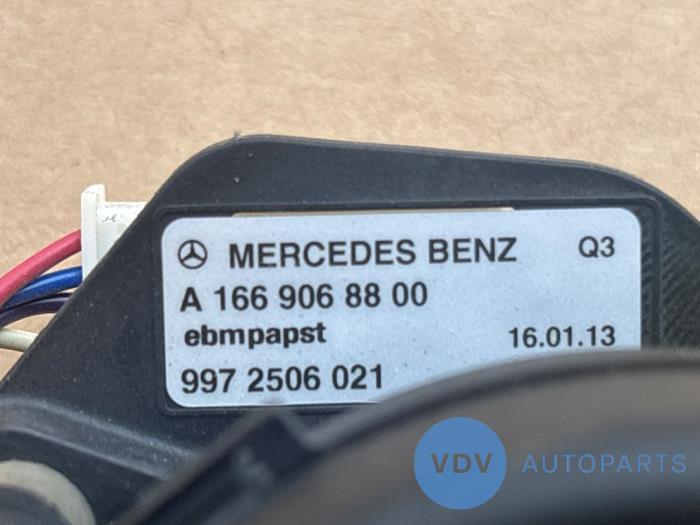 MERCEDES BENZ Q3
A 166 906 88 00
ebmpapst 16.01.13
997 2506 021
VDV AUTOPARTS